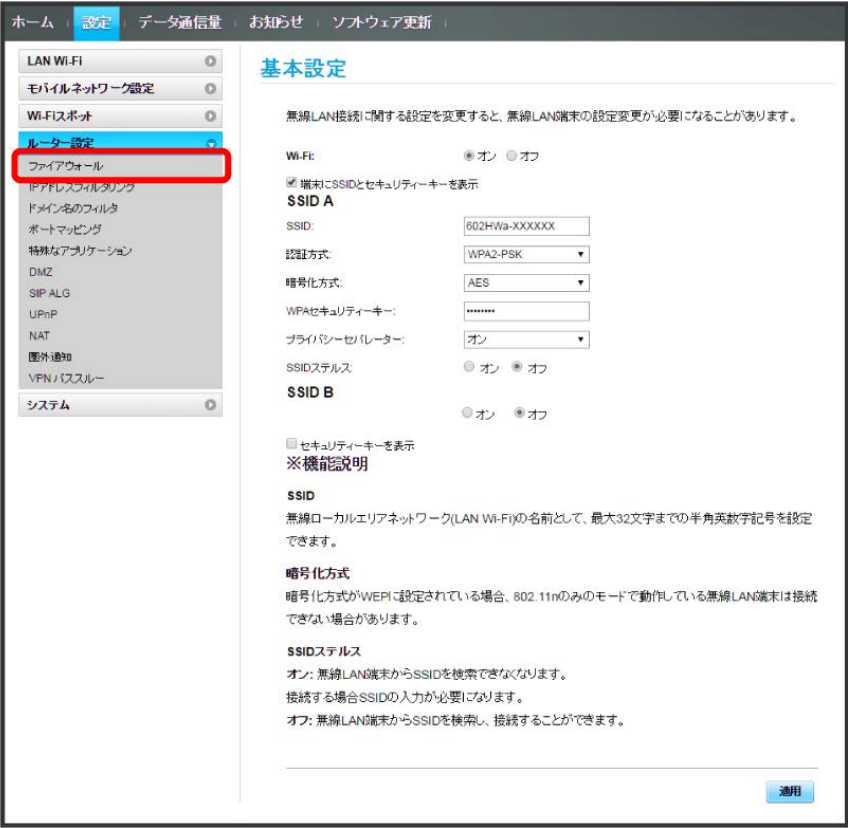 ホーム 設定 データ通信量 お知らせ ソフトウェア更新
LAN Wi-Fi
モバイルネットワーク設定
Wi-Fiスポット
ルーター設定
ファイアウォール
IPアドレスフィルタリング
ドメイン名のフィルタ
ポートマッピング
特殊なアプリケーション
DMZ
SIP ALG
UPnP
NAT
圏外通知
VPN パススルー
システム
基本設定
無線LAN接続に関する設定を変更すると、無線LAN端末の設定変更が必要になることがあります。
Wi-Fi: オン オフ
端末にSSIDとセキュリティーキーを表示
SSID A
SSID: 602HWa-XXXXXX
認証方式: WPA2-PSK
暗号化方式: AES
WPAセキュリティーキー: ••••••••
プライバシーセパレーター: オン
SSIDステルス: オン オフ
SSID B
オン オフ
セキュリティーキーを表示
※機能説明
SSID
無線ローカルエリアネットワーク(LAN Wi-Fi)の名前として、最大32文字までの半角英数字記号を設定
できます。
暗号化方式
暗号化方式がWEPに設定されている場合、802.11nのみのモードで動作している無線LAN端末は接続
できない場合があります。
SSIDステルス
オン: 無線LAN端末からSSIDを検索できなくなります。
接続する場合SSIDの入力が必要になります。
オフ: 無線LAN端末からSSIDを検索し、接続することができます。
適用